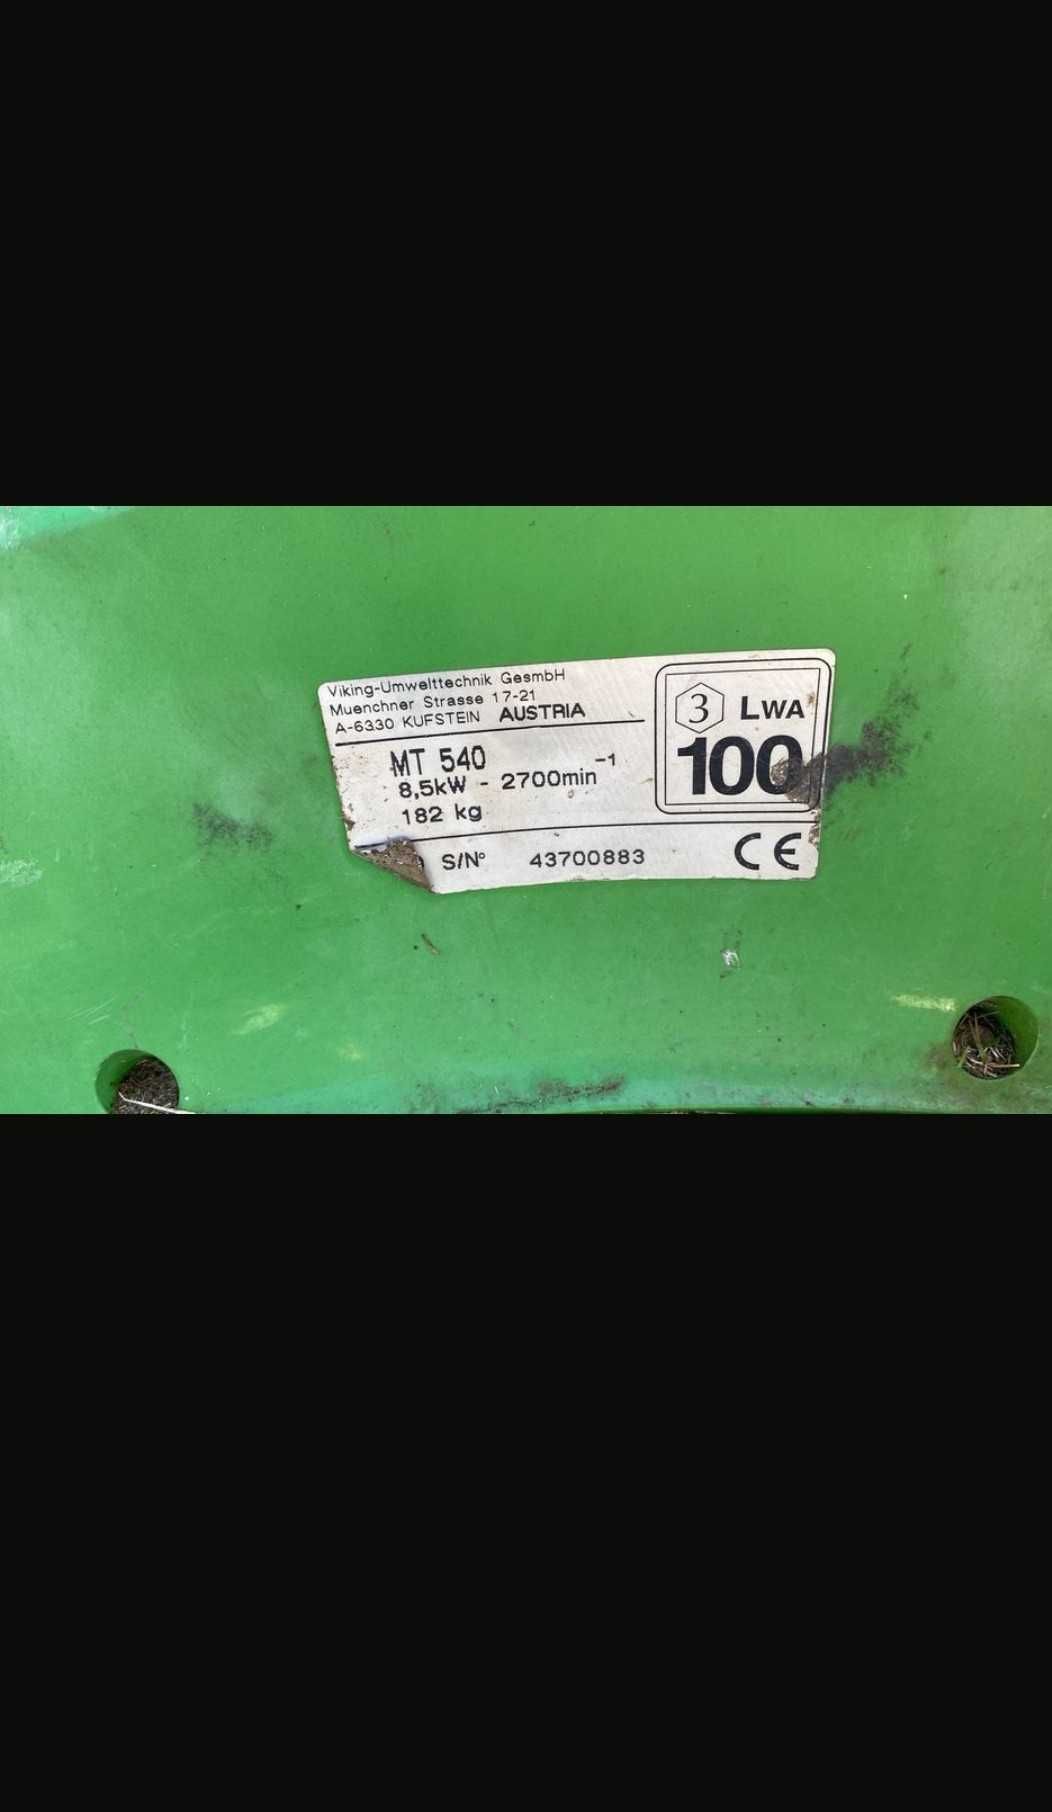 Viking-Umwelttechnik GesmbH
Muenchner Strasse 17-21
A-6330 KUFSTEIN AUSTRIA
MT 540
8,5kW - 2700min⁻¹
182 kg
S/N° 43700883
3 LWA
100
CE